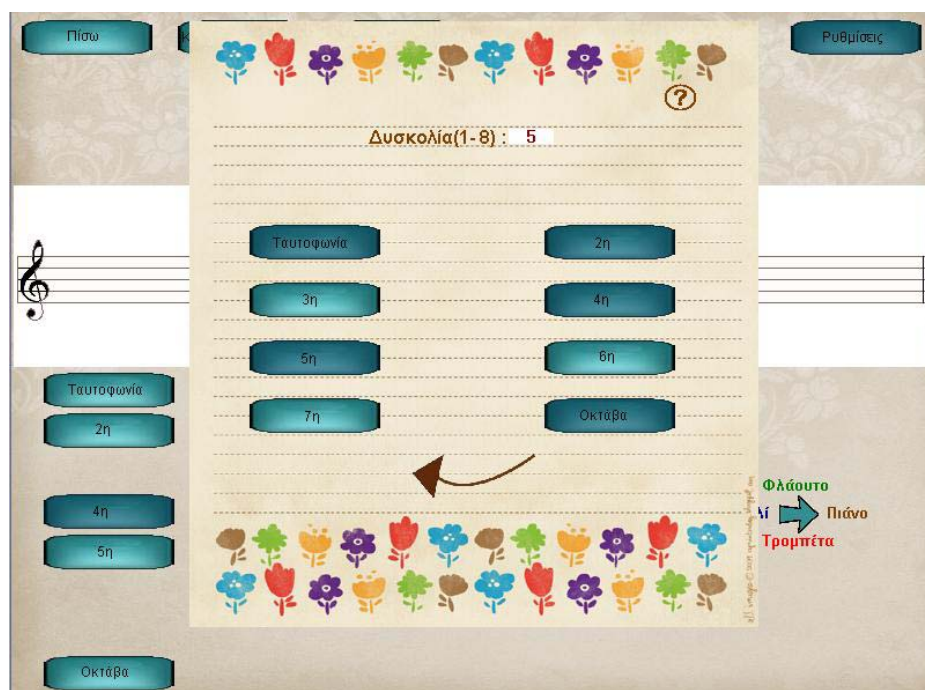 Πίσω
Ρυθμίσεις
?
Δυσκολία(1-8) : 5
Ταυτοφωνία
2η
3η
4η
5η
6η
7η
Οκτάβα
Ταυτοφωνία
2η
4η
5η
Οκτάβα
Φλάουτο
λί
Πιάνο
Τρομπέτα